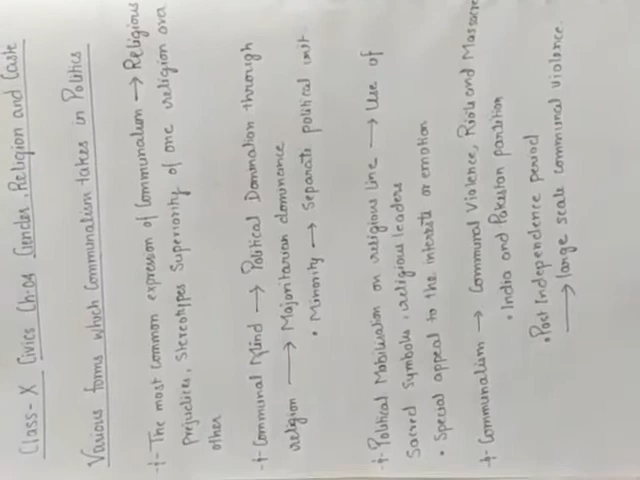 Class-X Civics Ch:04 Gender, Religion and Caste
Various forms which Communalism takes in Politics
The most common expression of Communalism → Religious
Prejudices, Stereotypes Superiority of one religion over
other
Communal Mind → Political Domination through
religion → Majoritarian dominance
• Minority → Separate political unit
Political Mobilisation on religious line → Use of
Sacred Symbols, religious leaders
• Special appeal to the interests or emotion
Communalism → Communal Violence, Riots and Massacre
• India and Pakistan partition
• Post Independence period
→ large scale communal violence.